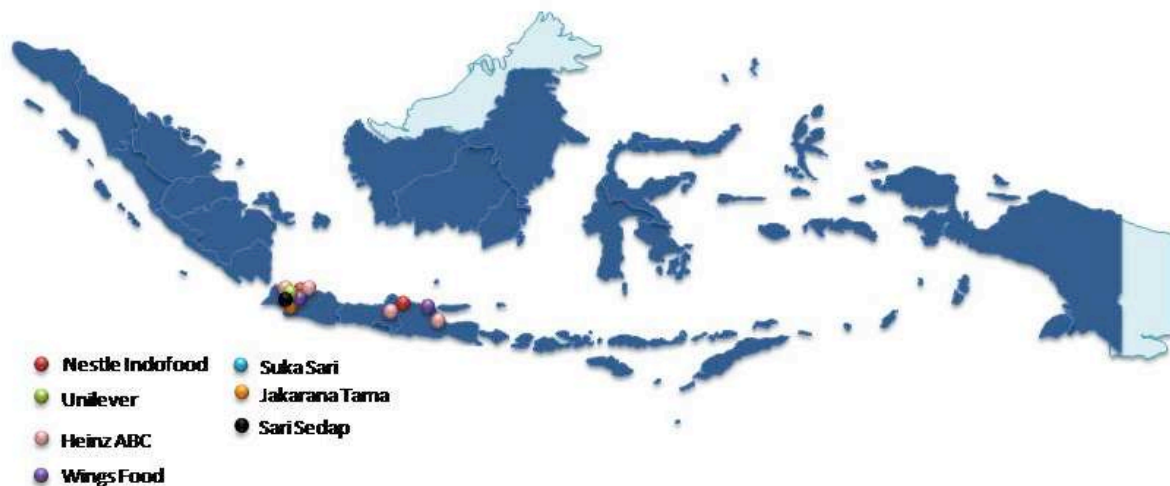 Nestle Indofood
Unilever
Heinz ABC
Wings Food
Suka Sari
Jakarana Tama
Sari Sedap